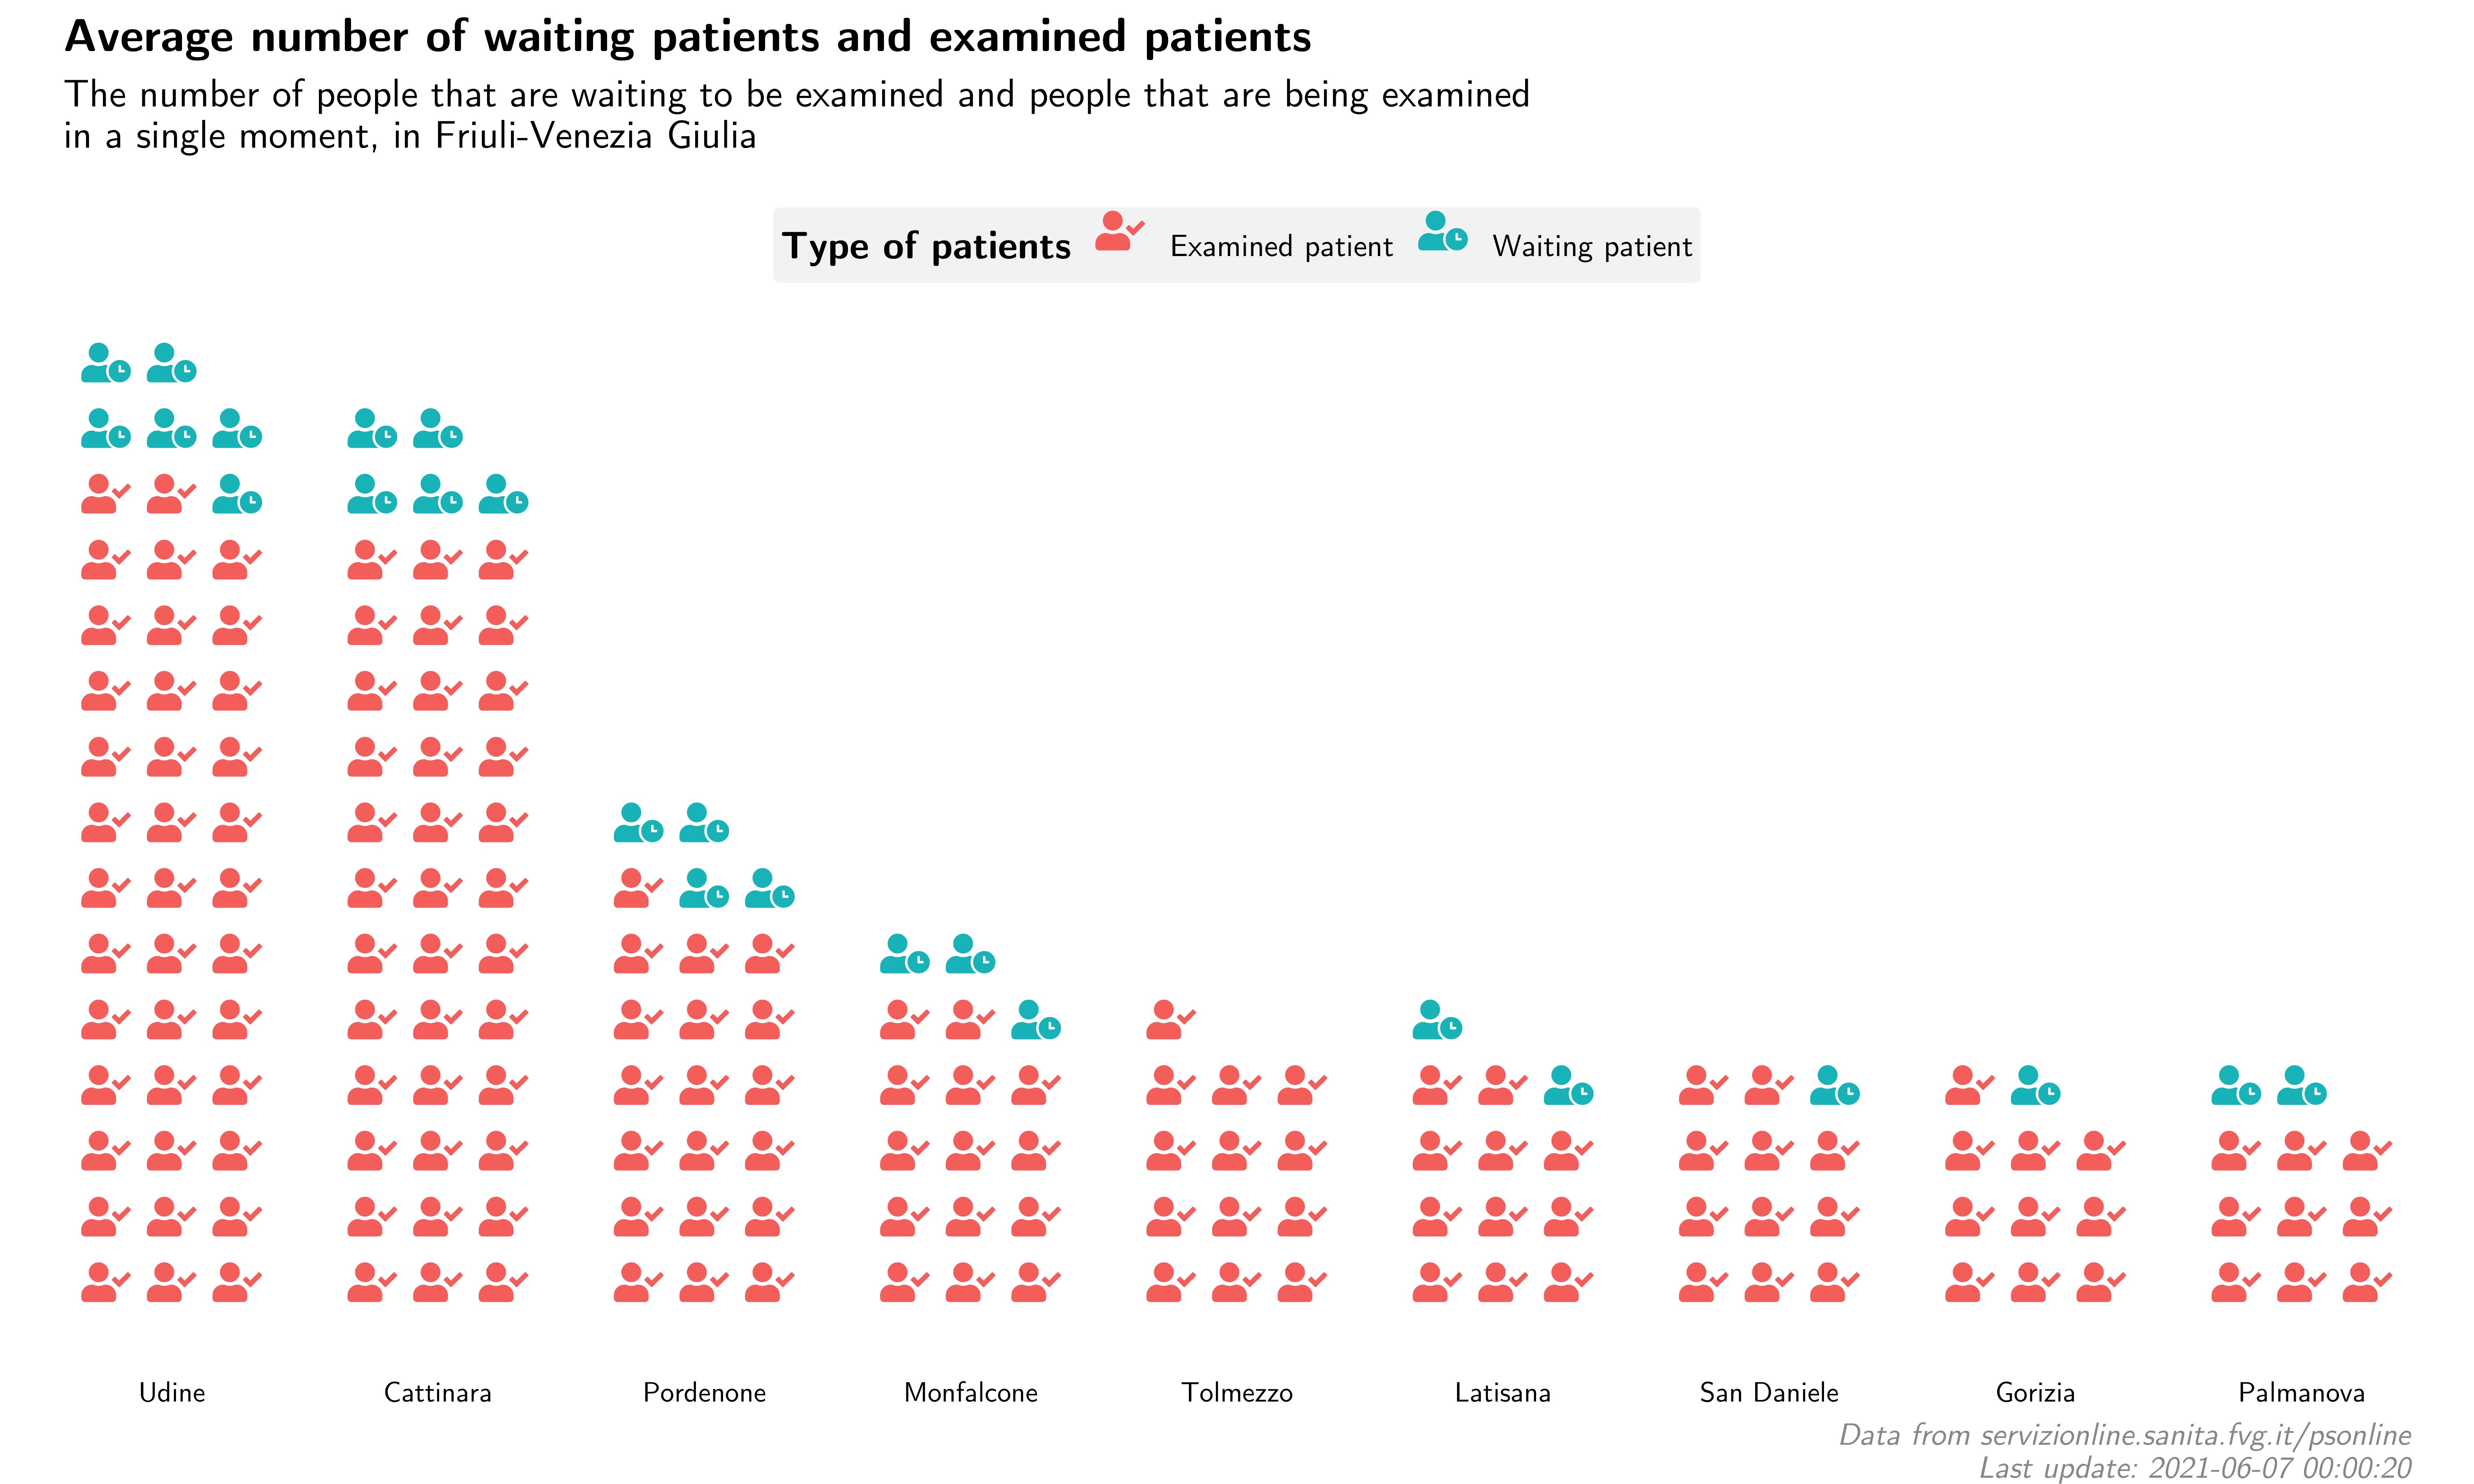 Average number of waiting patients and examined patients
The number of people that are waiting to be examined and people that are being examined
in a single moment, in Friuli-Venezia Giulia
Type of patients Examined patient Waiting patient
Udine Cattinara Pordenone Monfalcone Tolmezzo Latisana San Daniele Gorizia Palmanova
Data from servizionline.sanita.fvg.it/psonline
Last update: 2021-06-07 00:00:20